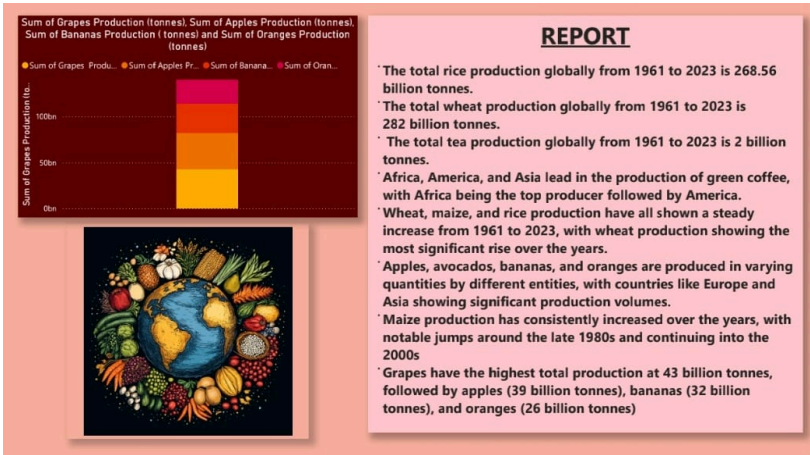 Sum of Grapes Production (tonnes), Sum of Apples Production (tonnes),
Sum of Bananas Production ( tonnes) and Sum of Oranges Production
(tonnes)
Sum of Grapes Produ... Sum of Apples Pr... Sum of Banana... Sum of Oran...
Sum of Grapes Production (to...
100bn
50bn
0bn
REPORT
The total rice production globally from 1961 to 2023 is 268.56
billion tonnes.
The total wheat production globally from 1961 to 2023 is
282 billion tonnes.
The total tea production globally from 1961 to 2023 is 2 billion
tonnes.
Africa, America, and Asia lead in the production of green coffee,
with Africa being the top producer followed by America.
Wheat, maize, and rice production have all shown a steady
increase from 1961 to 2023, with wheat production showing the
most significant rise over the years.
Apples, avocados, bananas, and oranges are produced in varying
quantities by different entities, with countries like Europe and
Asia showing significant production volumes.
Maize production has consistently increased over the years, with
notable jumps around the late 1980s and continuing into the
2000s
Grapes have the highest total production at 43 billion tonnes,
followed by apples (39 billion tonnes), bananas (32 billion
tonnes), and oranges (26 billion tonnes)